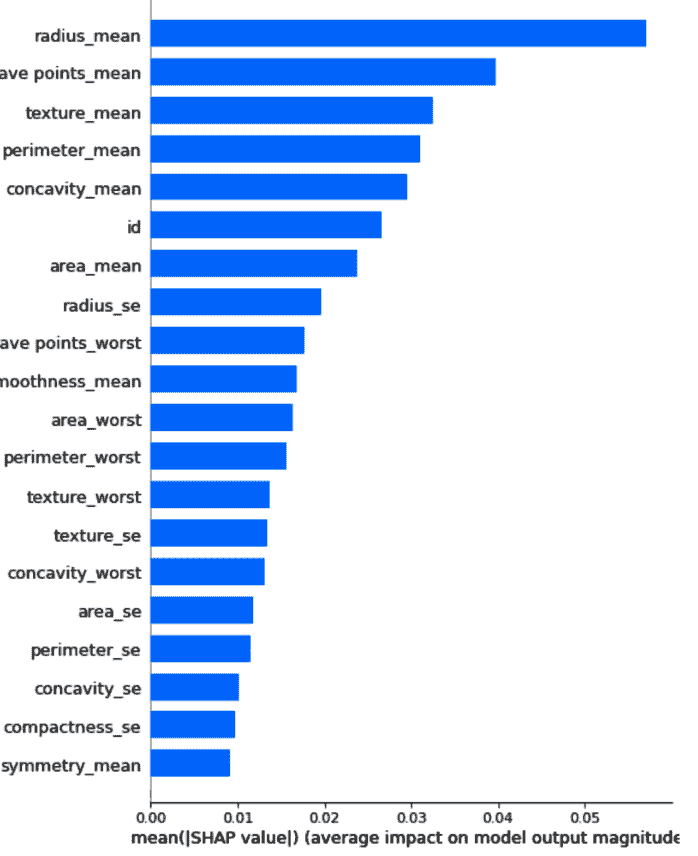 radius_mean
ave points_mean
texture_mean
perimeter_mean
concavity_mean
id
area_mean
radius_se
ave points_worst
moothness_mean
area_worst
perimeter_worst
texture_worst
texture_se
concavity_worst
area_se
perimeter_se
concavity_se
compactness_se
symmetry_mean
0.00 0.01 0.02 0.03 0.04 0.05
mean(|SHAP value|) (average impact on model output magnitude